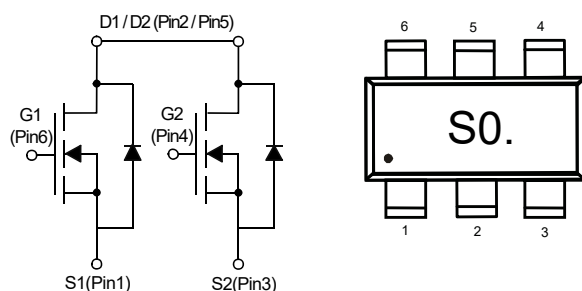 D1 / D2 (Pin2 / Pin5)
G1
(Pin6)
G2
(Pin4)
S1(Pin1)
S2(Pin3)
6 5 4
S0.
1 2 3